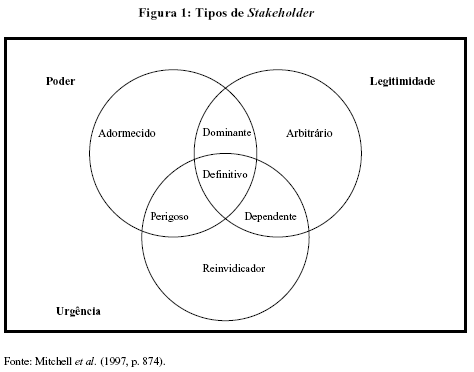 Figura 1: Tipos de Stakeholder
Poder
Legitimidade
Adormecido
Dominante
Arbitrário
Definitivo
Perigoso
Dependente
Reinvidicador
Urgência
Fonte: Mitchell et al. (1997, p. 874).